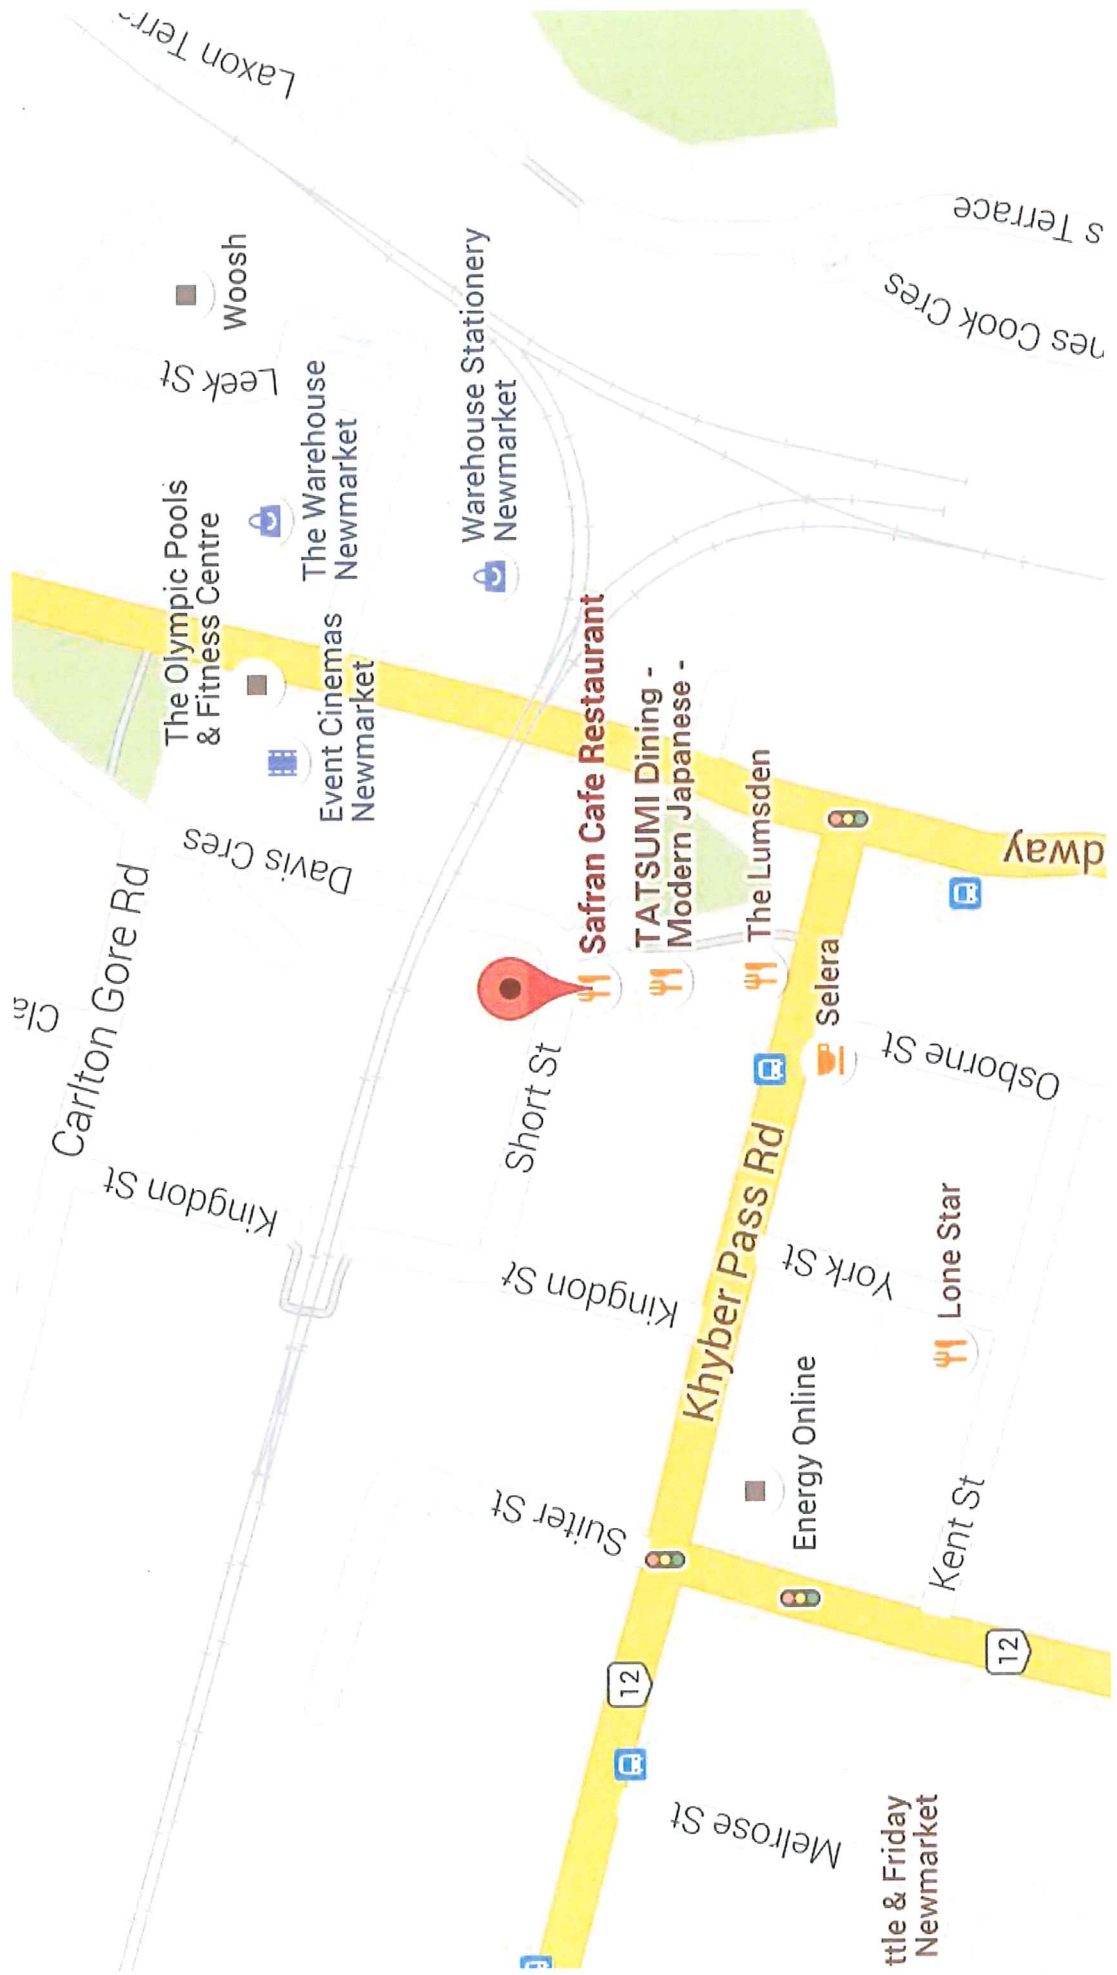 Laxon Terra
Woosh
Leek St
s Terrace
nes Cook Cres
Warehouse Stationery
Newmarket
The Warehouse
Newmarket
The Olympic Pools
& Fitness Centre
Event Cinemas
Newmarket
Davis Cres
Carlton Gore Rd
Cla
Safran Cafe Restaurant
TATSUMI Dining -
Modern Japanese -
The Lumsden
dway
Selera
Osborne St
Short St
Kingdon St
Kingdon St
Khyber Pass Rd
York St
Lone Star
Energy Online
Suiter St
Kent St
12
12
Melrose St
ttle & Friday
Newmarket